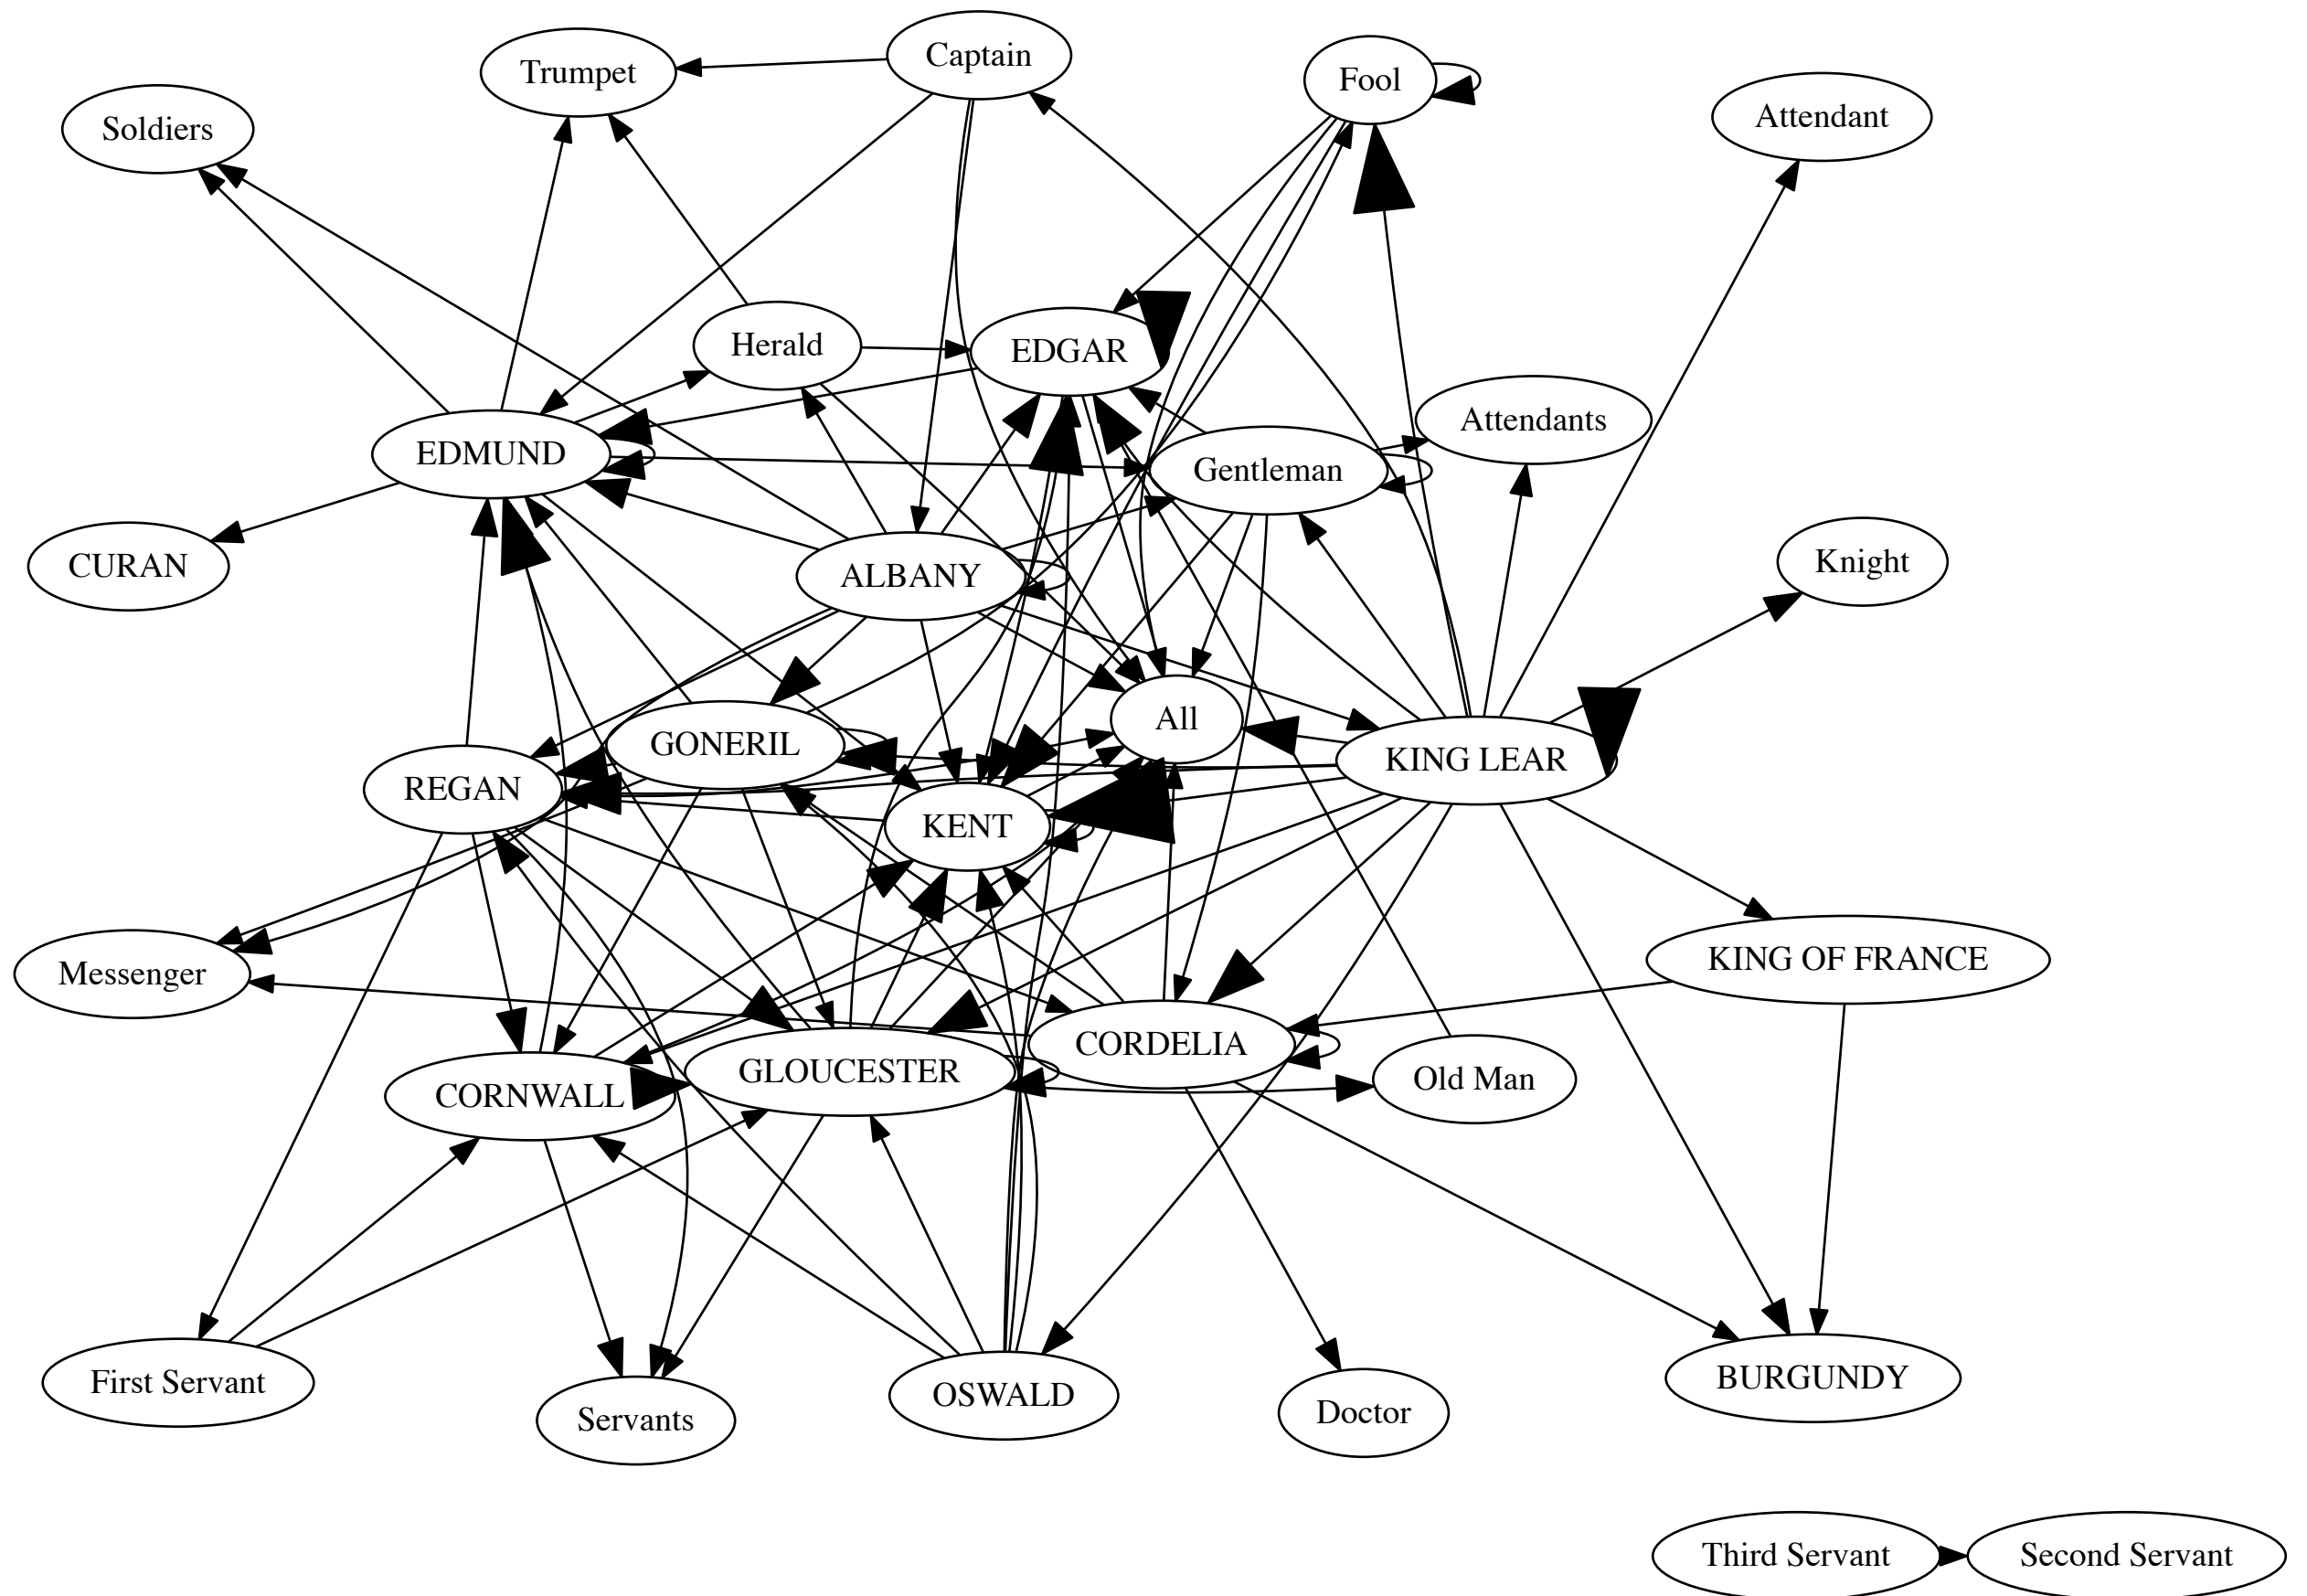 Captain
Trumpet
Fool
Attendant
Soldiers
Herald
EDGAR
Attendants
EDMUND
Gentleman
Knight
CURAN
ALBANY
All
GONERIL
KING LEAR
REGAN
KENT
KING OF FRANCE
Messenger
CORDELIA
GLOUCESTER
Old Man
CORNWALL
BURGUNDY
First Servant
OSWALD
Doctor
Servants
Third Servant
Second Servant